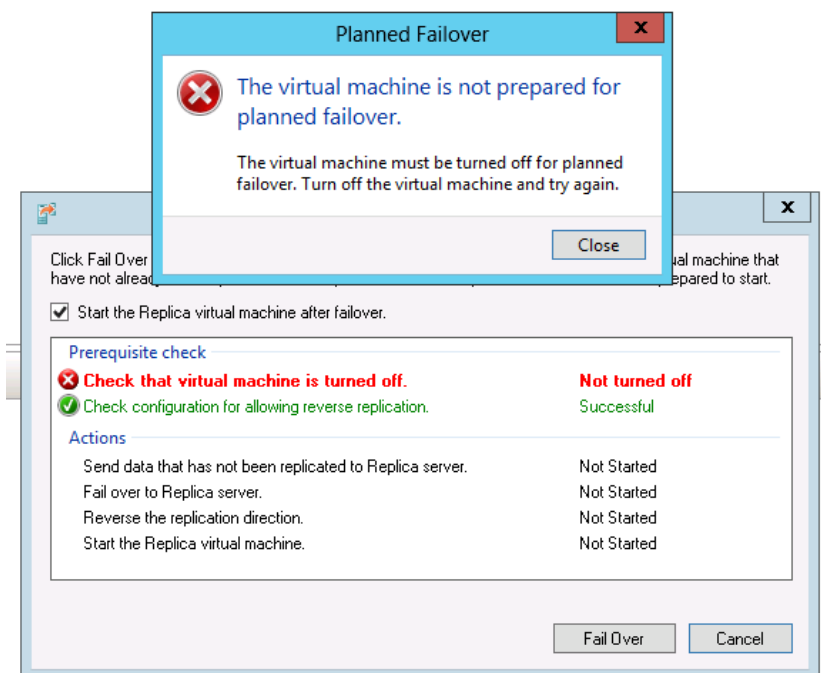 Planned Failover
x
The virtual machine is not prepared for
planned failover.
The virtual machine must be turned off for planned
failover. Turn off the virtual machine and try again.
Close
x
Click Fail Over
machine that
have not
to start.
Start the Replica virtual machine after failover.
Prerequisite check
Check that virtual machine is turned off. Not turned off
Check configuration for allowing reverse replication. Successful
Actions
Send data that has not been replicated to Replica server. Not Started
Fail over to Replica server. Not Started
Reverse the replication direction. Not Started
Start the Replica virtual machine. Not Started
Fail Over
Cancel